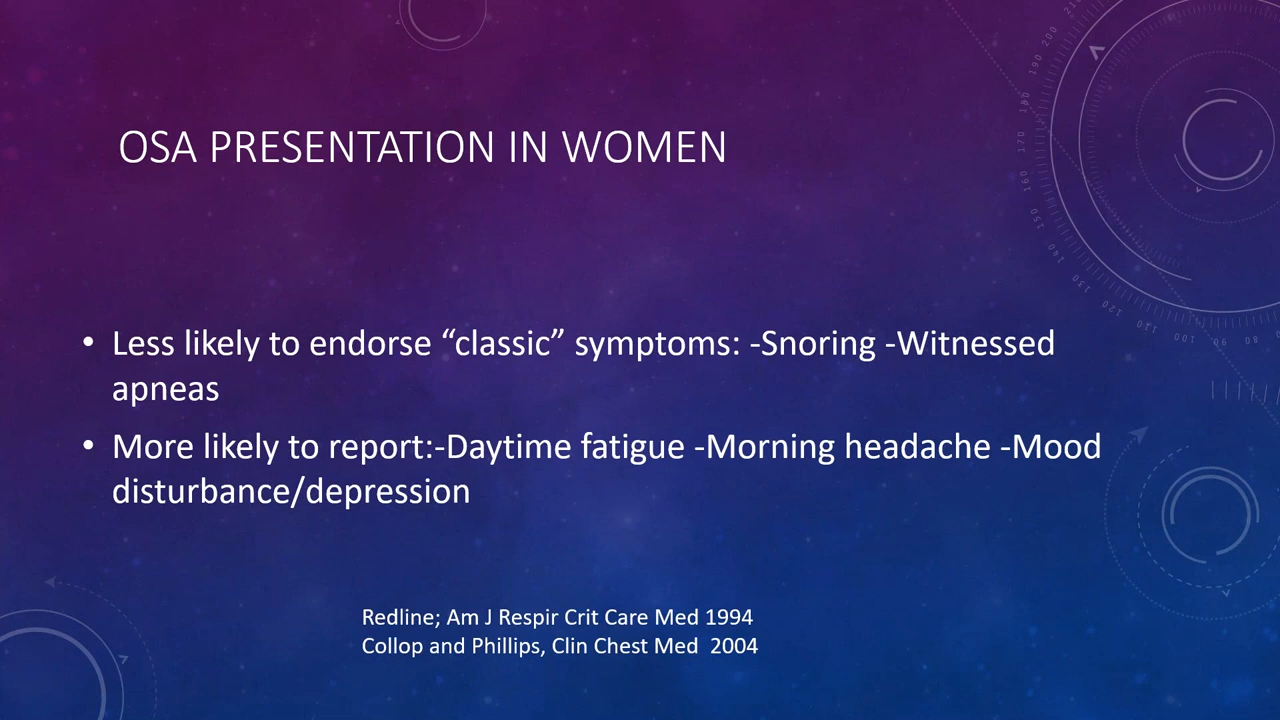 OSA PRESENTATION IN WOMEN
• Less likely to endorse “classic” symptoms: -Snoring -Witnessed
apneas
• More likely to report:-Daytime fatigue -Morning headache -Mood
disturbance/depression
Redline; Am J Respir Crit Care Med 1994
Collop and Phillips, Clin Chest Med  2004